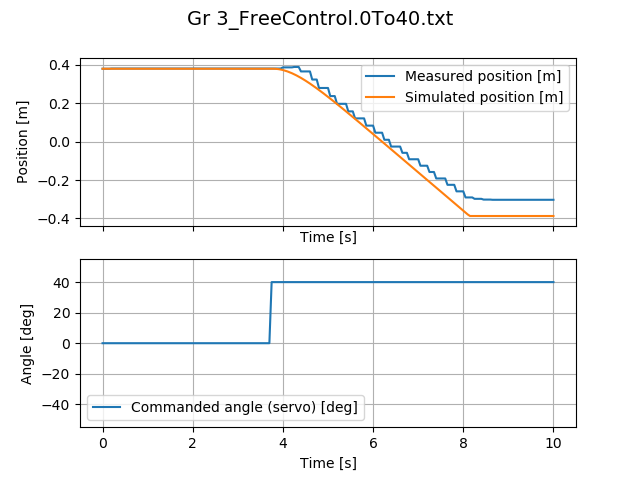 Gr 3_FreeControl.0To40.txt
0.4
0.2
0.0
−0.2
−0.4
Position [m]
Measured position [m]
Simulated position [m]
Time [s]
40
20
0
−20
−40
Angle [deg]
Commanded angle (servo) [deg]
0 2 4 6 8 10
Time [s]